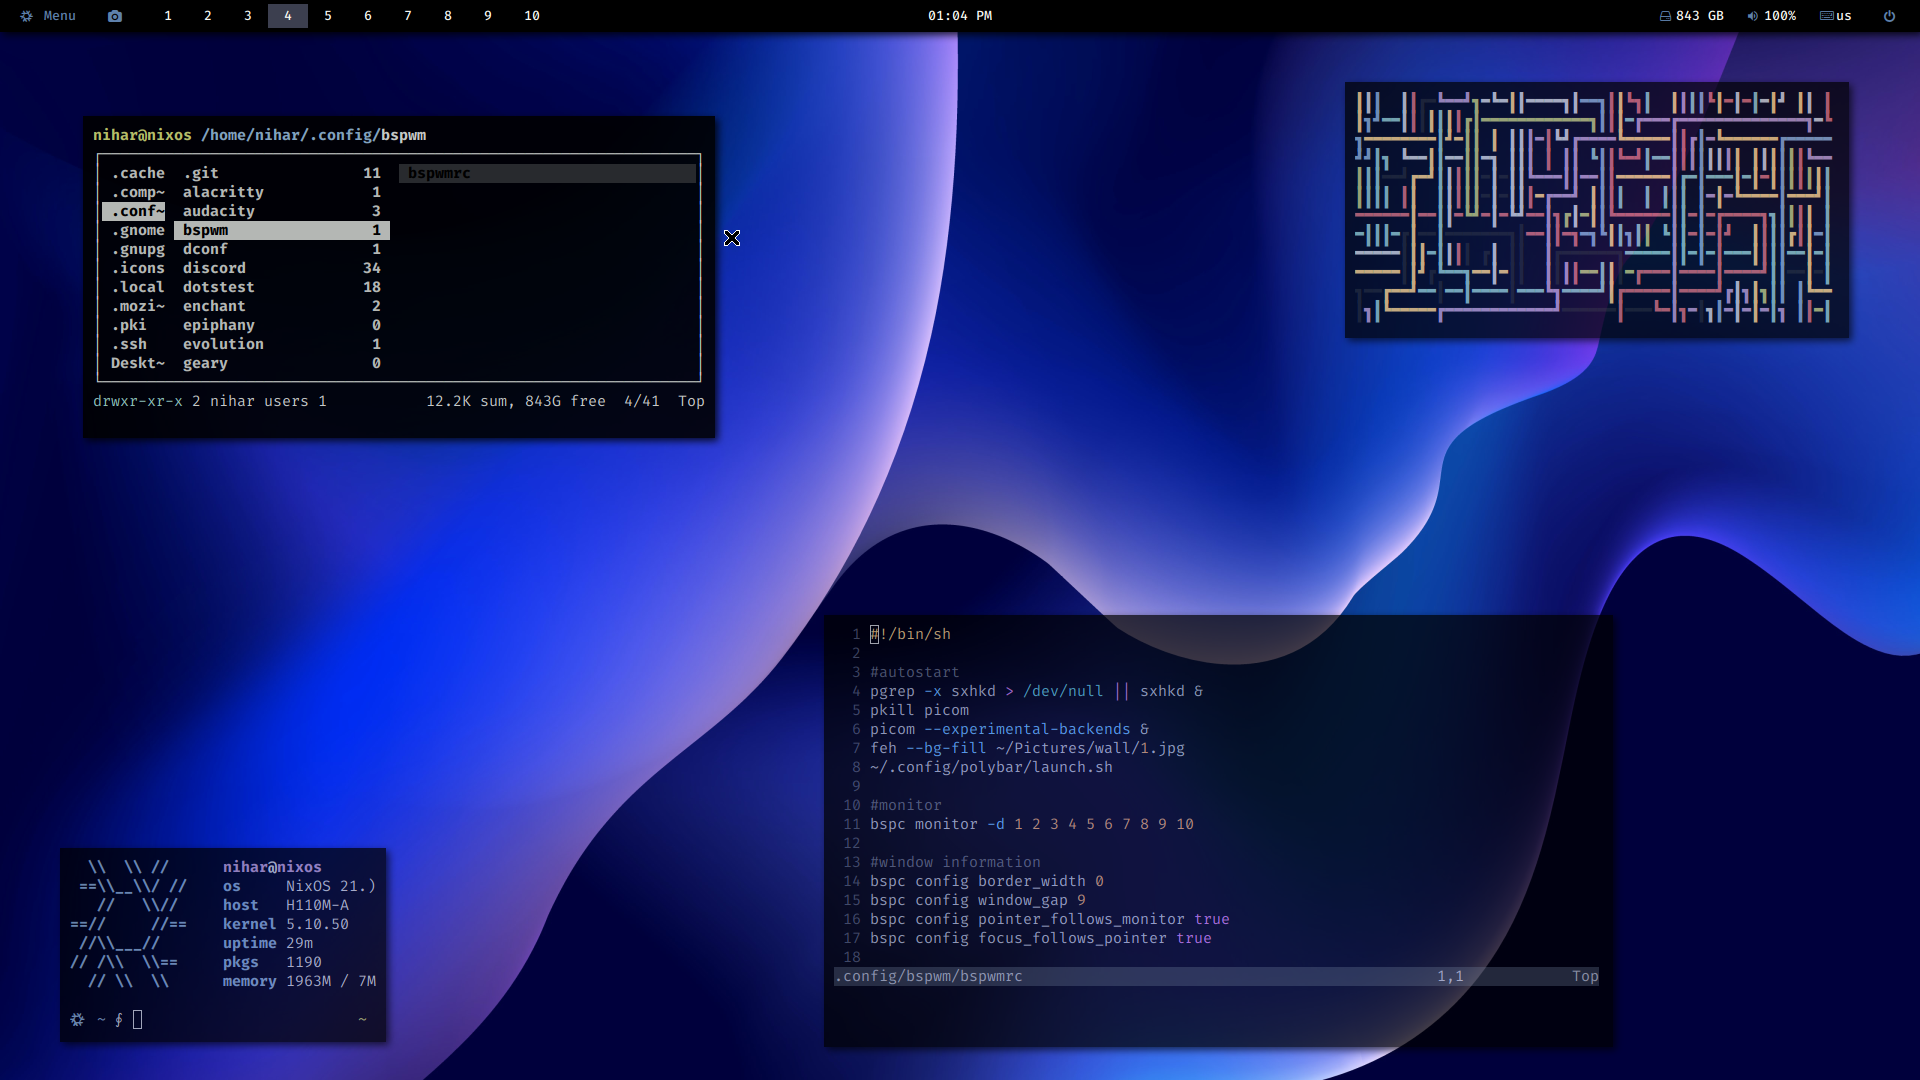 Menu 1 2 3 4 5 6 7 8 9 10 01:04 PM 843 GB 100% us
nihar@nixos /home/nihar/.config/bspwm
.cache .git 11 bspwmrc
.comp~ alacritty 1
.conf~ audacity 3
.gnome bspwm 1
.gnupg dconf 1
.icons discord 34
.local dotstest 18
.mozi~ enchant 2
.pki epiphany 0
.ssh evolution 1
Deskt~ geary 0
drwxr-xr-x 2 nihar users 1 12.2K sum, 843G free 4/41 Top
1 #!/bin/sh
2
3 #autostart
4 pgrep -x sxhkd > /dev/null || sxhkd &
5 pkill picom
6 picom --experimental-backends &
7 feh --bg-fill ~/Pictures/wall/1.jpg
8 ~/.config/polybar/launch.sh
9
10 #monitor
11 bspc monitor -d 1 2 3 4 5 6 7 8 9 10
12
13 #window information
14 bspc config border_width 0
15 bspc config window_gap 9
16 bspc config pointer_follows_monitor true
17 bspc config focus_follows_pointer true
18
.config/bspwm/bspwmrc 1,1 Top
\\ \\ // nihar@nixos
==\\__\\/ // os NixOS 21.)
// \\// host H110M-A
==// //== kernel 5.10.50
//\\___// uptime 29m
// /\\ \\== pkgs 1190
// \\ \\ memory 1963M / 7M
~ ∮ ~